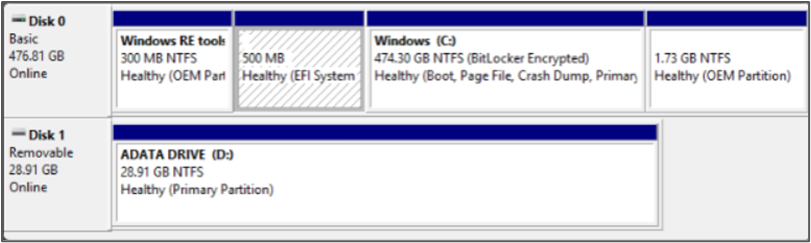 Disk 0
Basic
476.81 GB
Online
Windows RE tools
300 MB NTFS
Healthy (OEM Part
500 MB
Healthy (EFI System
Windows (C:)
474.30 GB NTFS (BitLocker Encrypted)
Healthy (Boot, Page File, Crash Dump, Primary
1.73 GB NTFS
Healthy (OEM Partition)
Disk 1
Removable
28.91 GB
Online
ADATA DRIVE (D:)
28.91 GB NTFS
Healthy (Primary Partition)